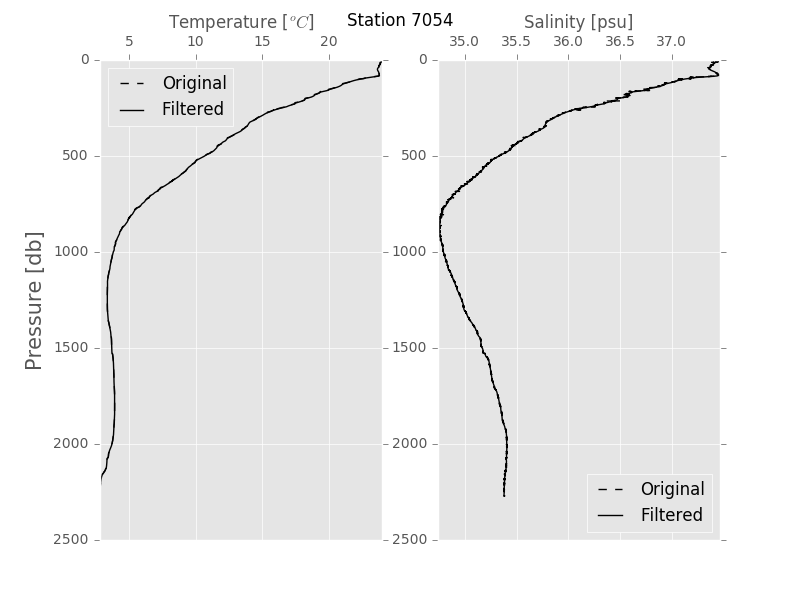 Temperature [°C] Station 7054 Salinity [psu]
5 10 15 20 35.0 35.5 36.0 36.5 37.0
0 0
Original
Filtered
500 500
1000 1000
Pressure [db]
1500 1500
2000 2000
Original
Filtered
2500 2500